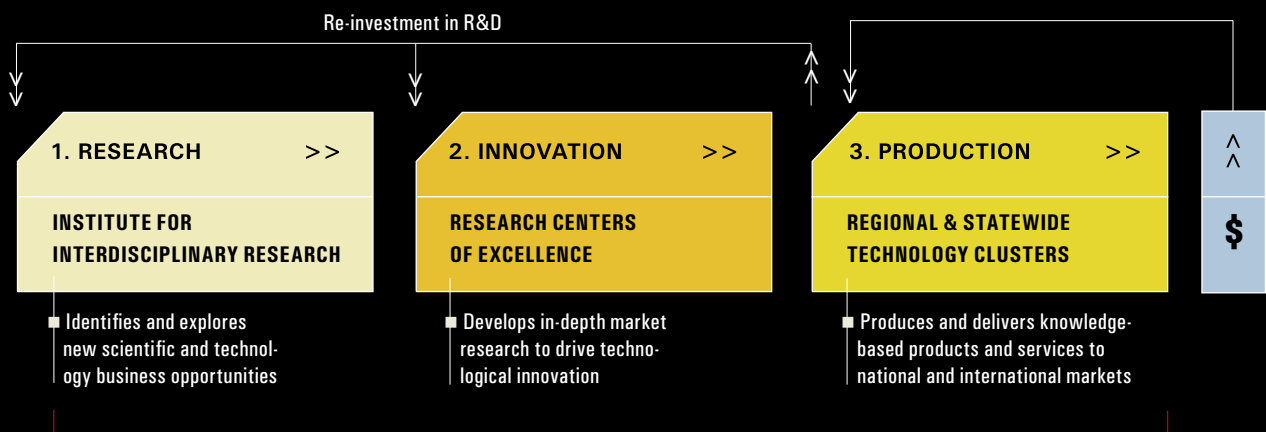 Re-investment in R&D
1. RESEARCH >>
INSTITUTE FOR
INTERDISCIPLINARY RESEARCH
Identifies and explores
new scientific and technol-
ogy business opportunities
2. INNOVATION >>
RESEARCH CENTERS
OF EXCELLENCE
Develops in-depth market
research to drive techno-
logical innovation
3. PRODUCTION >>
REGIONAL & STATEWIDE
TECHNOLOGY CLUSTERS
Produces and delivers knowledge-
based products and services to
national and international markets
$